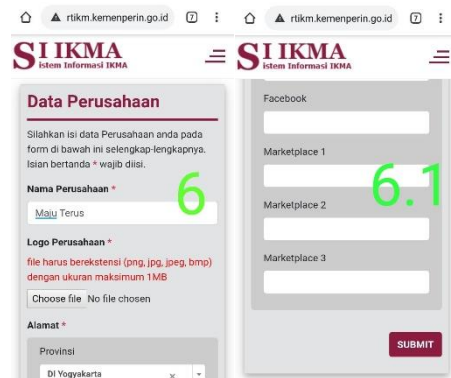 rtikm.kemenperin.go.id
7
SI IKMA
istem Informasi IKMA
Data Perusahaan
Silahkan isi data Perusahaan anda pada
form di bawah ini selengkap-lengkapnya.
Isian bertanda * wajib diisi.
Nama Perusahaan *
Maju Terus
6
Logo Perusahaan *
file harus berekstensi (png, jpg, jpeg, bmp)
dengan ukuran maksimum 1MB
Choose file No file chosen
Alamat *
Provinsi
DI Yogyakarta
×
rtikm.kemenperin.go.id
7
SI IKMA
istem Informasi IKMA
Facebook
Marketplace 1
6.1
Marketplace 2
Marketplace 3
SUBMIT